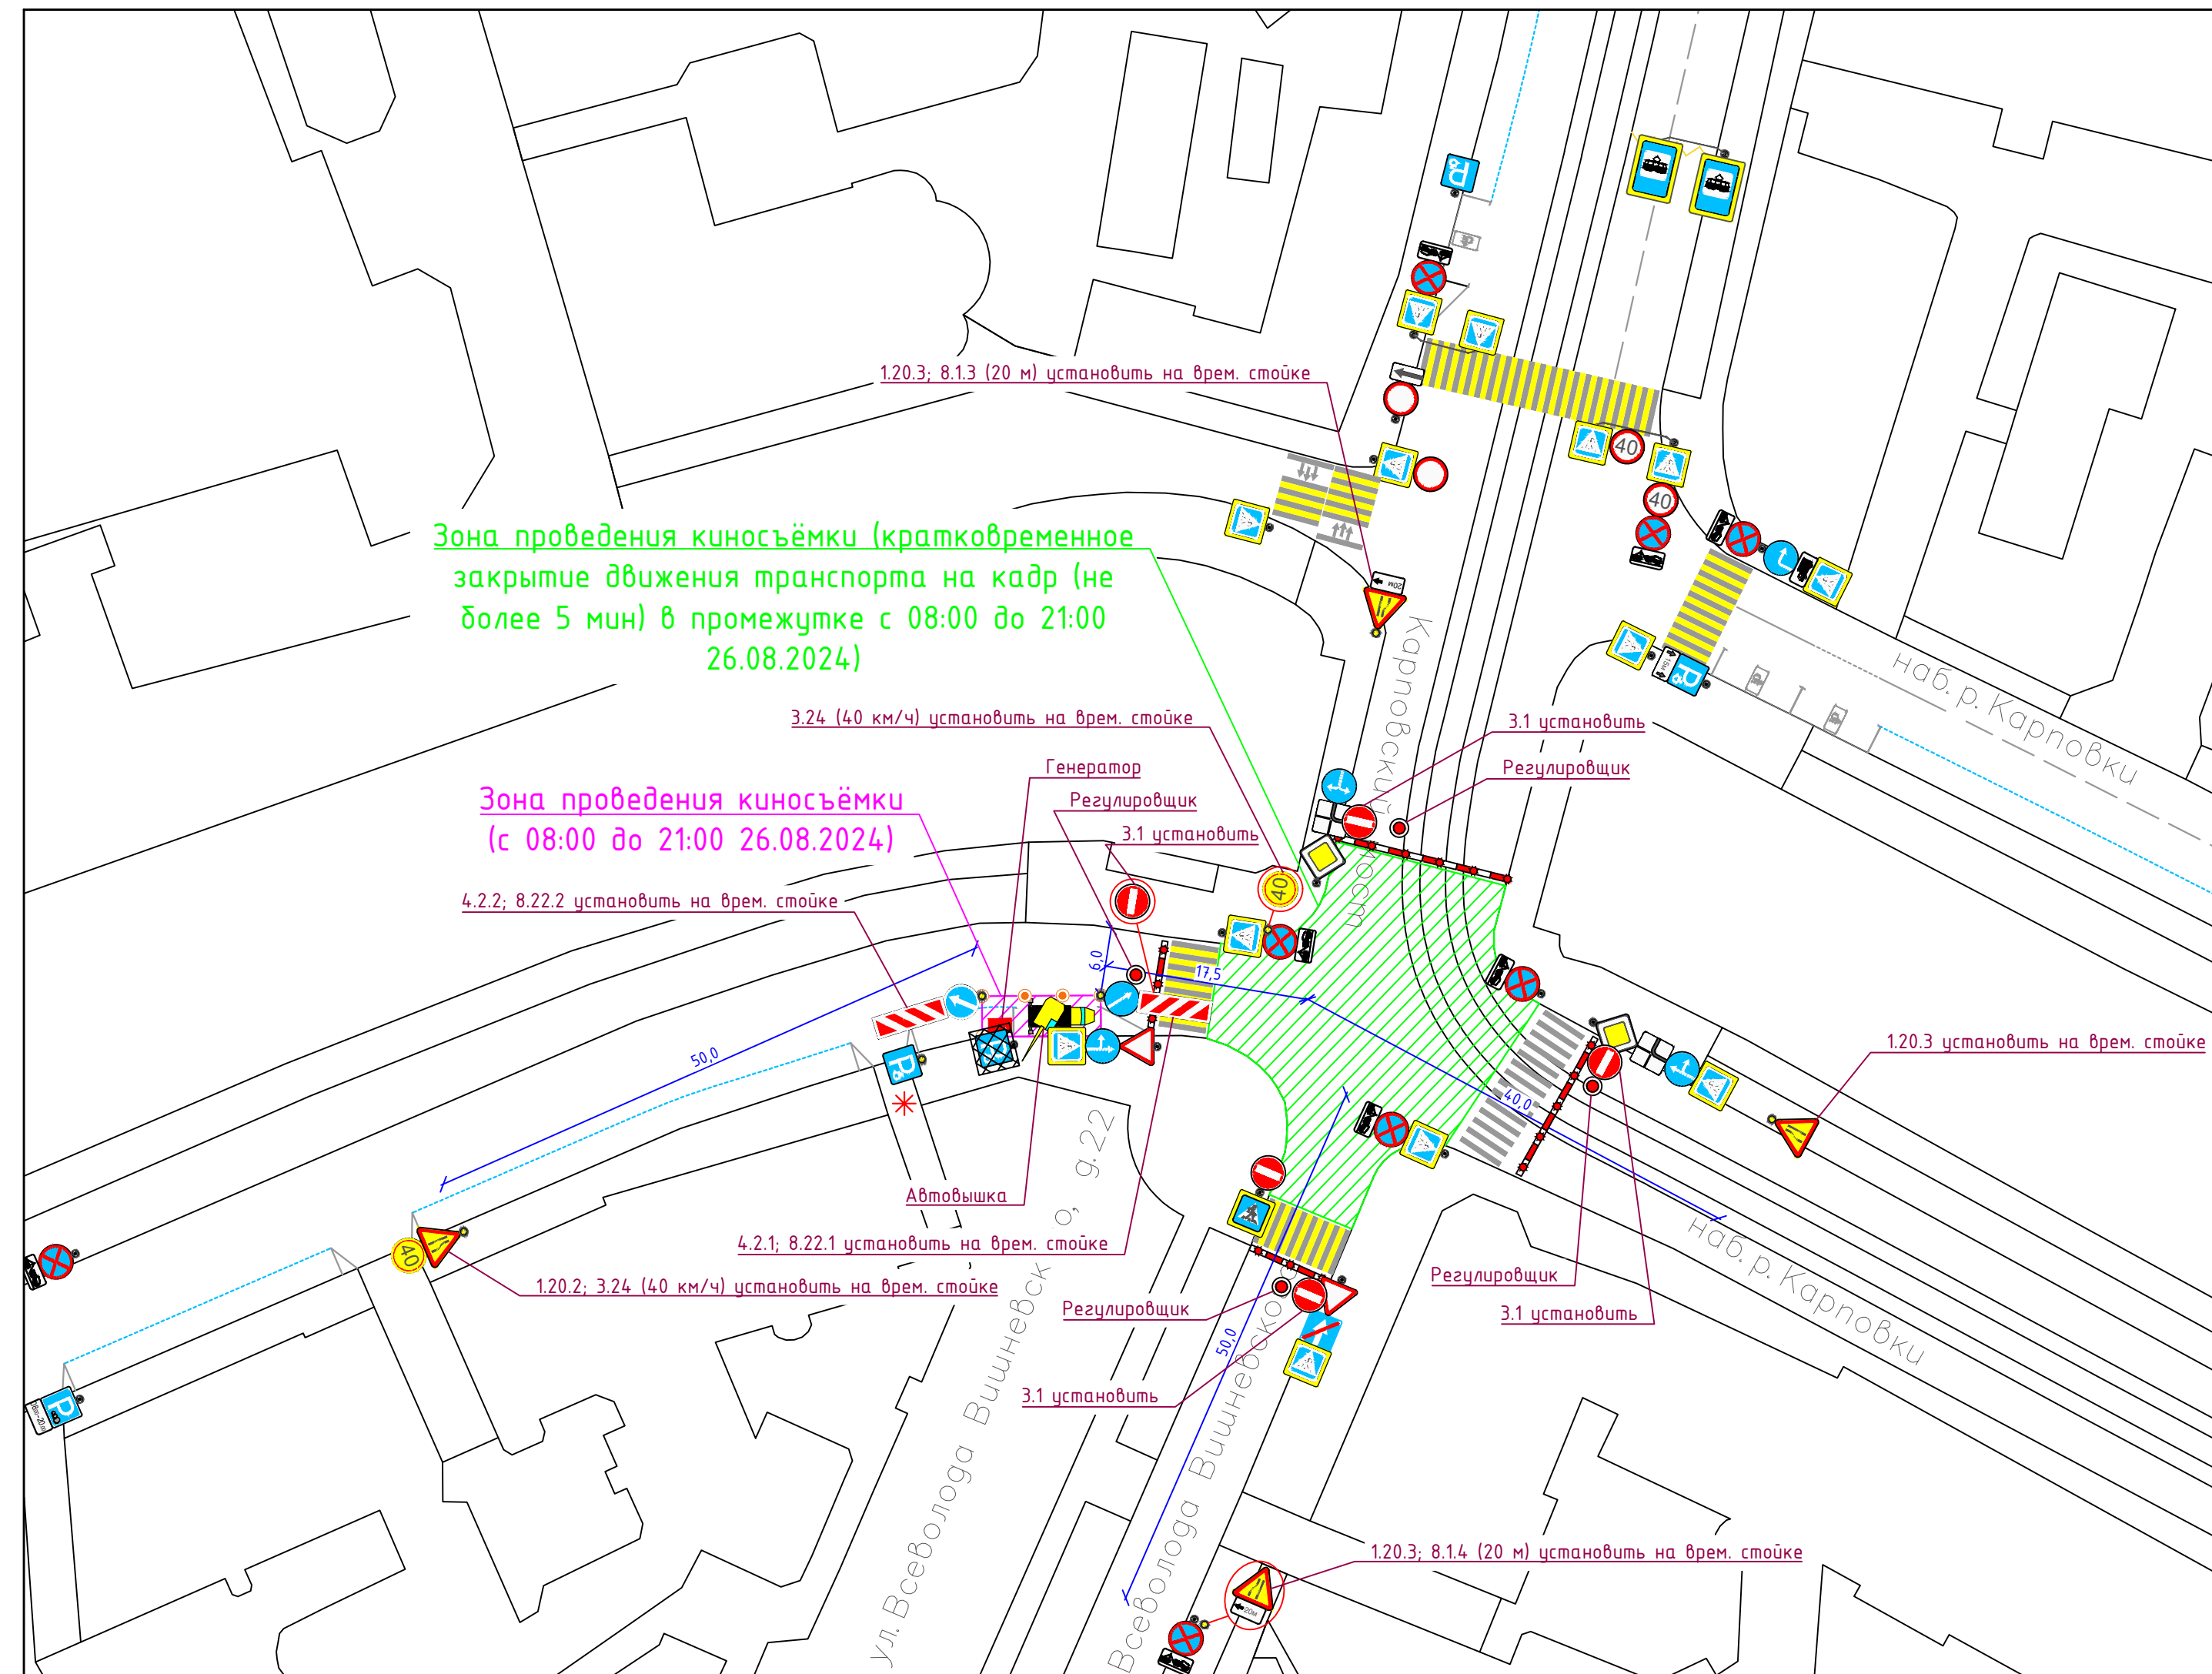 1.20.3; 8.1.3 (20 м) установить на врем. стойке
40
40
Зона проведения киносъёмки (кратковременное
закрытие движения транспорта на кадр (не
более 5 мин) в промежутке с 08:00 до 21:00
26.08.2024)
20м
Карповский мост
15м
наб. р. Карповки
3.24 (40 км/ч) установить на врем. стойке
3.1 установить
Генератор
Регулировщик
Зона проведения киносъёмки
(с 08:00 до 21:00 26.08.2024)
Регулировщик
3.1 установить
40
4.2.2; 8.22.2 установить на врем. стойке
6,0
17,5
50,0
1.20.3 установить на врем. стойке
40,0
Автовышка
4.2.1; 8.22.1 установить на врем. стойке
наб. р. Карповки
40
1.20.2; 3.24 (40 км/ч) установить на врем. стойке
Регулировщик
Регулировщик
3.1 установить
50,0
3.1 установить
Р
ул. Всеволода Вишневск о, д.22
Всеволода Вишневско
1.20.3; 8.1.4 (20 м) установить на врем. стойке
20м